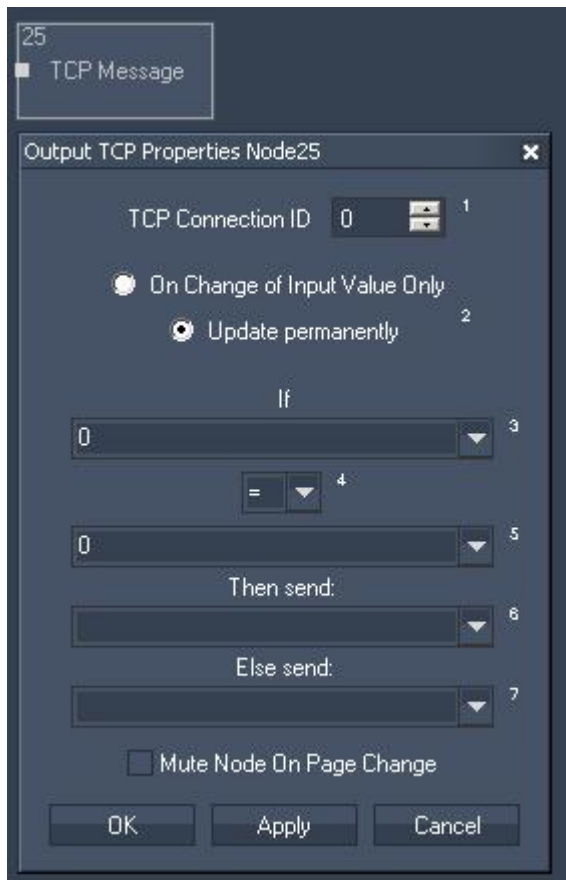 25
TCP Message
Output TCP Properties Node25
TCP Connection ID 0 1
On Change of Input Value Only
Update permanently 2
If
0 3
= 4
0 5
Then send:
6
Else send:
7
Mute Node On Page Change
OK Apply Cancel